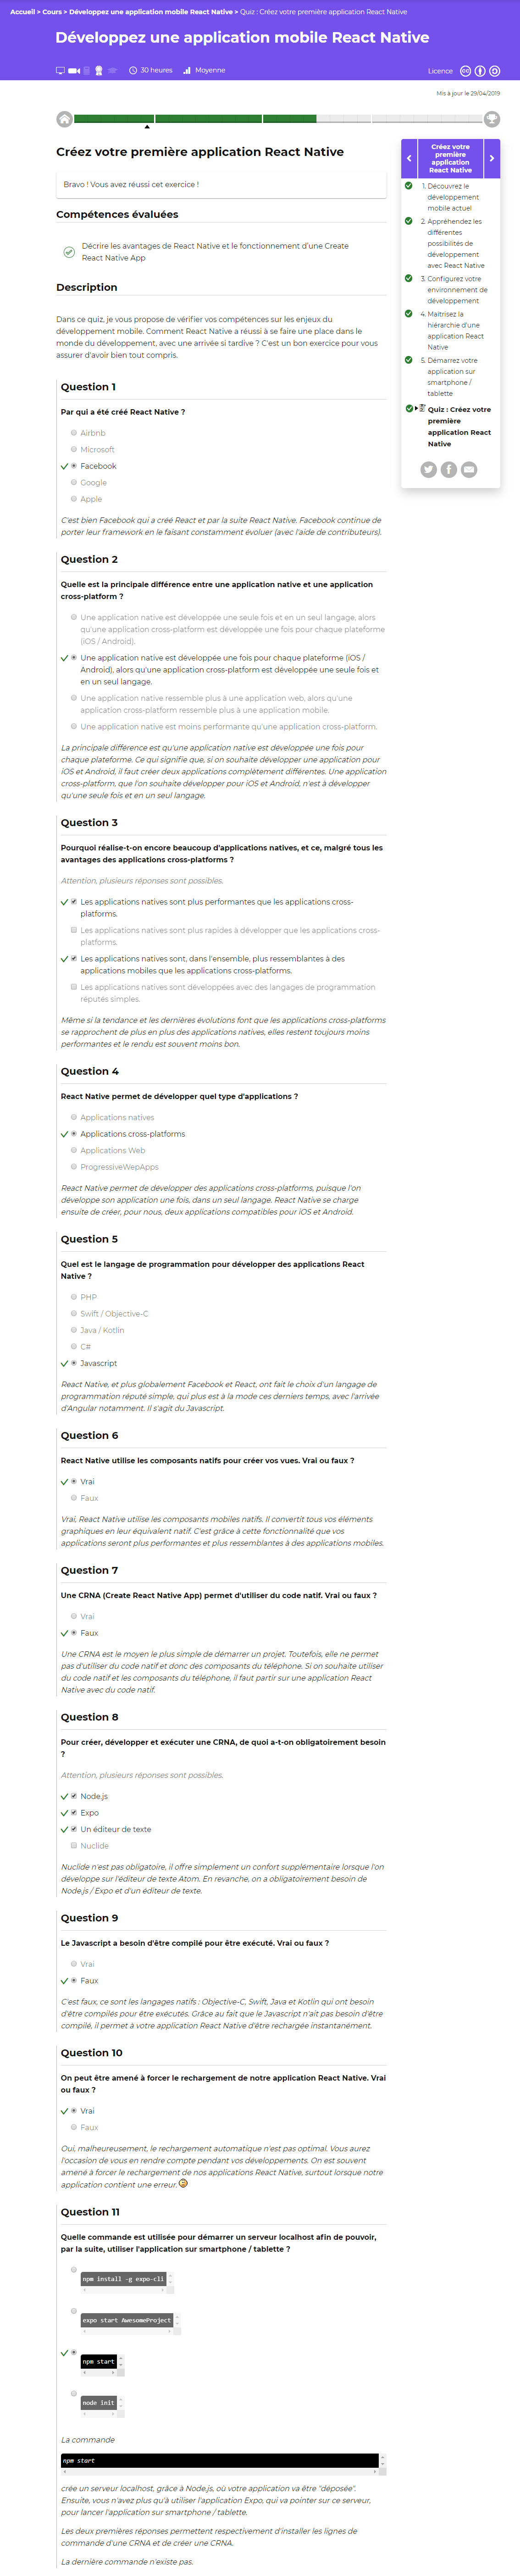 Accueil > Cours > Développez une application mobile React Native > Quiz : Créez votre première application React Native
Développez une application mobile React Native
30 heures
Moyenne
Licence
Mis à jour le 29/04/2019
Créez votre première application React Native
Bravo ! Vous avez réussi cet exercice !
Compétences évaluées
Décrire les avantages de React Native et le fonctionnement d'une Create
React Native App
Description
Dans ce quiz, je vous propose de vérifier vos compétences sur les enjeux du
développement mobile. Comment React Native a réussi à se faire une place dans le
monde du développement, avec une arrivée si tardive ? C'est un bon exercice pour vous
assurer d'avoir bien tout compris.
Créez votre
première
application
React Native
1. Découvrez le
développement
mobile actuel
2. Appréhendez les
différentes
possibilités de
développement
avec React Native
3. Configurez votre
environnement de
développement
4. Maîtrisez la
hiérarchie d'une
application React
Native
5. Démarrez votre
application sur
smartphone /
tablette
Quiz : Créez votre
première
application React
Native
Question 1
Par qui a été créé React Native ?
Airbnb
Microsoft
Facebook
Google
Apple
C'est bien Facebook qui a créé React et par la suite React Native. Facebook continue de
porter leur framework en le faisant constamment évoluer (avec l'aide de contributeurs).
Question 2
Quelle est la principale différence entre une application native et une application
cross-platform ?
Une application native est développée une seule fois et en un seul langage, alors
qu'une application cross-platform est développée une fois pour chaque plateforme
(iOS / Android).
Une application native est développée une fois pour chaque plateforme (iOS /
Android), alors qu'une application cross-platform est développée une seule fois et
en un seul langage.
Une application native ressemble plus à une application web, alors qu'une
application cross-platform ressemble plus à une application mobile.
Une application native est moins performante qu'une application cross-platform.
La principale différence est qu'une application native est développée une fois pour
chaque plateforme. Ce qui signifie que, si on souhaite développer une application pour
iOS et Android, il faut créer deux applications complètement différentes. Une application
cross-platform, que l'on souhaite développer pour iOS et Android, n'est à développer
qu'une seule fois et en un seul langage.
Question 3
Pourquoi réalise-t-on encore beaucoup d'applications natives, et ce, malgré tous les
avantages des applications cross-platforms ?
Attention, plusieurs réponses sont possibles.
Les applications natives sont plus performantes que les applications cross-
platforms.
Les applications natives sont plus rapides à développer que les applications cross-
platforms.
Les applications natives sont, dans l'ensemble, plus ressemblantes à des
applications mobiles que les applications cross-platforms.
Les applications natives sont développées avec des langages de programmation
réputés simples.
Même si la tendance et les dernières évolutions font que les applications cross-platforms
se rapprochent de plus en plus des applications natives, elles restent toujours moins
performantes et le rendu est souvent moins bon.
Question 4
React Native permet de développer quel type d'applications ?
Applications natives
Applications cross-platforms
Applications Web
ProgressiveWepApps
React Native permet de développer des applications cross-platforms, puisque l'on
développe son application une fois, dans un seul langage. React Native se charge
ensuite de créer, pour nous, deux applications compatibles pour iOS et Android.
Question 5
Quel est le langage de programmation pour développer des applications React
Native ?
PHP
Swift / Objective-C
Java / Kotlin
C#
Javascript
React Native, et plus globalement Facebook et React, ont fait le choix d'un langage de
programmation réputé simple, qui plus est à la mode ces derniers temps, avec l'arrivée
d'Angular notamment. Il s'agit du Javascript.
Question 6
React Native utilise les composants natifs pour créer vos vues. Vrai ou faux ?
Vrai
Faux
Vrai, React Native utilise les composants mobiles natifs. Il convertit tous vos éléments
graphiques en leur équivalent natif. C'est grâce à cette fonctionnalité que vos
applications seront plus performantes et plus ressemblantes à des applications mobiles.
Question 7
Une CRNA (Create React Native App) permet d'utiliser du code natif. Vrai ou faux ?
Vrai
Faux
Une CRNA est le moyen le plus simple de démarrer un projet. Toutefois, elle ne permet
pas d'utiliser du code natif et donc des composants du téléphone. Si on souhaite utiliser
du code natif et les composants du téléphone, il faut partir sur une application React
Native avec du code natif.
Question 8
Pour créer, développer et exécuter une CRNA, de quoi a-t-on obligatoirement besoin
?
Attention, plusieurs réponses sont possibles.
Node.js
Expo
Un éditeur de texte
Nuclide
Nuclide n'est pas obligatoire, il offre simplement un confort supplémentaire lorsque l'on
développe sur l'éditeur de texte Atom. En revanche, on a obligatoirement besoin de
Node.js / Expo et d'un éditeur de texte.
Question 9
Le Javascript a besoin d'être compilé pour être exécuté. Vrai ou faux ?
Vrai
Faux
C'est faux, ce sont les langages natifs : Objective-C, Swift, Java et Kotlin qui ont besoin
d'être compilés pour être exécutés. Grâce au fait que le Javascript n'ait pas besoin d'être
compilé, il permet à votre application React Native d'être rechargée instantanément.
Question 10
On peut être amené à forcer le rechargement de notre application React Native. Vrai
ou faux ?
Vrai
Faux
Oui, malheureusement, le rechargement automatique n'est pas optimal. Vous aurez
l'occasion de vous en rendre compte pendant vos développements. On est souvent
amené à forcer le rechargement de nos applications React Native, surtout lorsque notre
application contient une erreur.
Question 11
Quelle commande est utilisée pour démarrer un serveur localhost afin de pouvoir,
par la suite, utiliser l'application sur smartphone / tablette ?
npm install -g expo-cli
expo start AwesomeProject
npm start
node init
La commande
npm start
crée un serveur localhost, grâce à Node.js, où votre application va être "déposée".
Ensuite, vous n'avez plus qu'à utiliser l'application Expo, qui va pointer sur ce serveur,
pour lancer l'application sur smartphone / tablette.
Les deux premières réponses permettent respectivement d'installer les lignes de
commande d'une CRNA et de créer une CRNA.
La dernière commande n'existe pas.